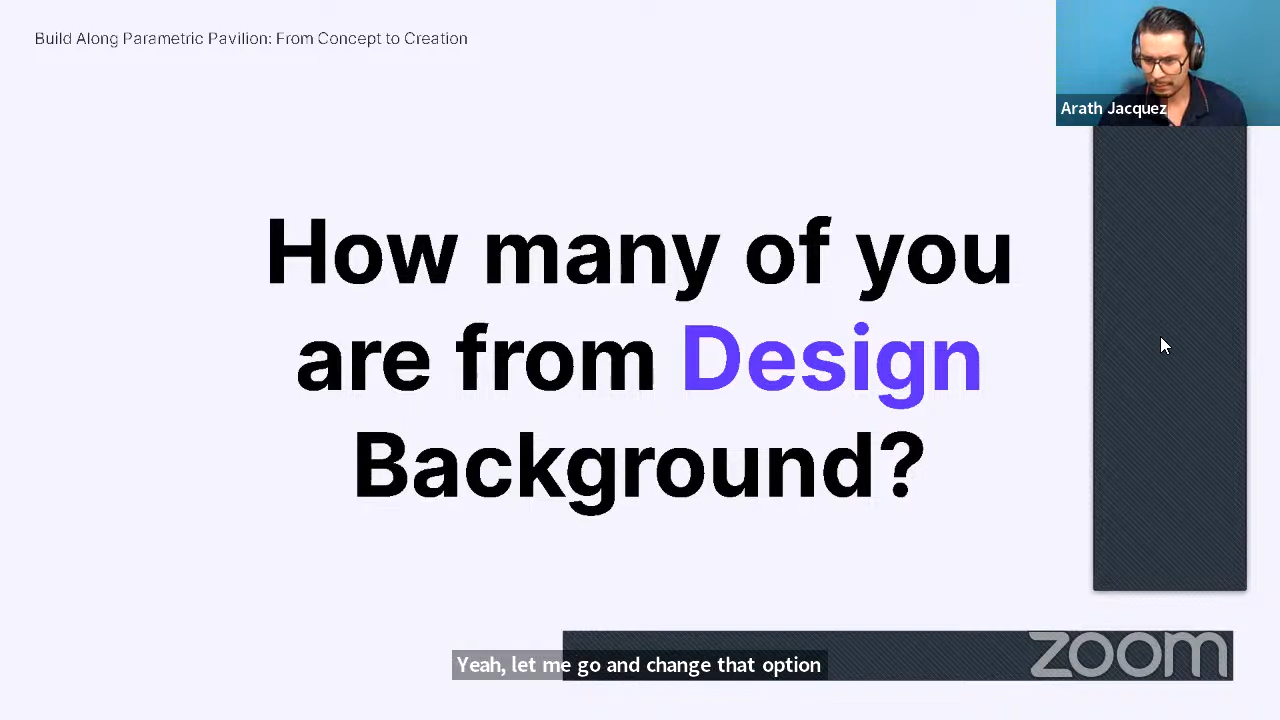 Build Along Parametric Pavilion: From Concept to Creation
Arath Jacquez
How many of you
are from Design
Background?
Yeah, let me go and change that option
zoom